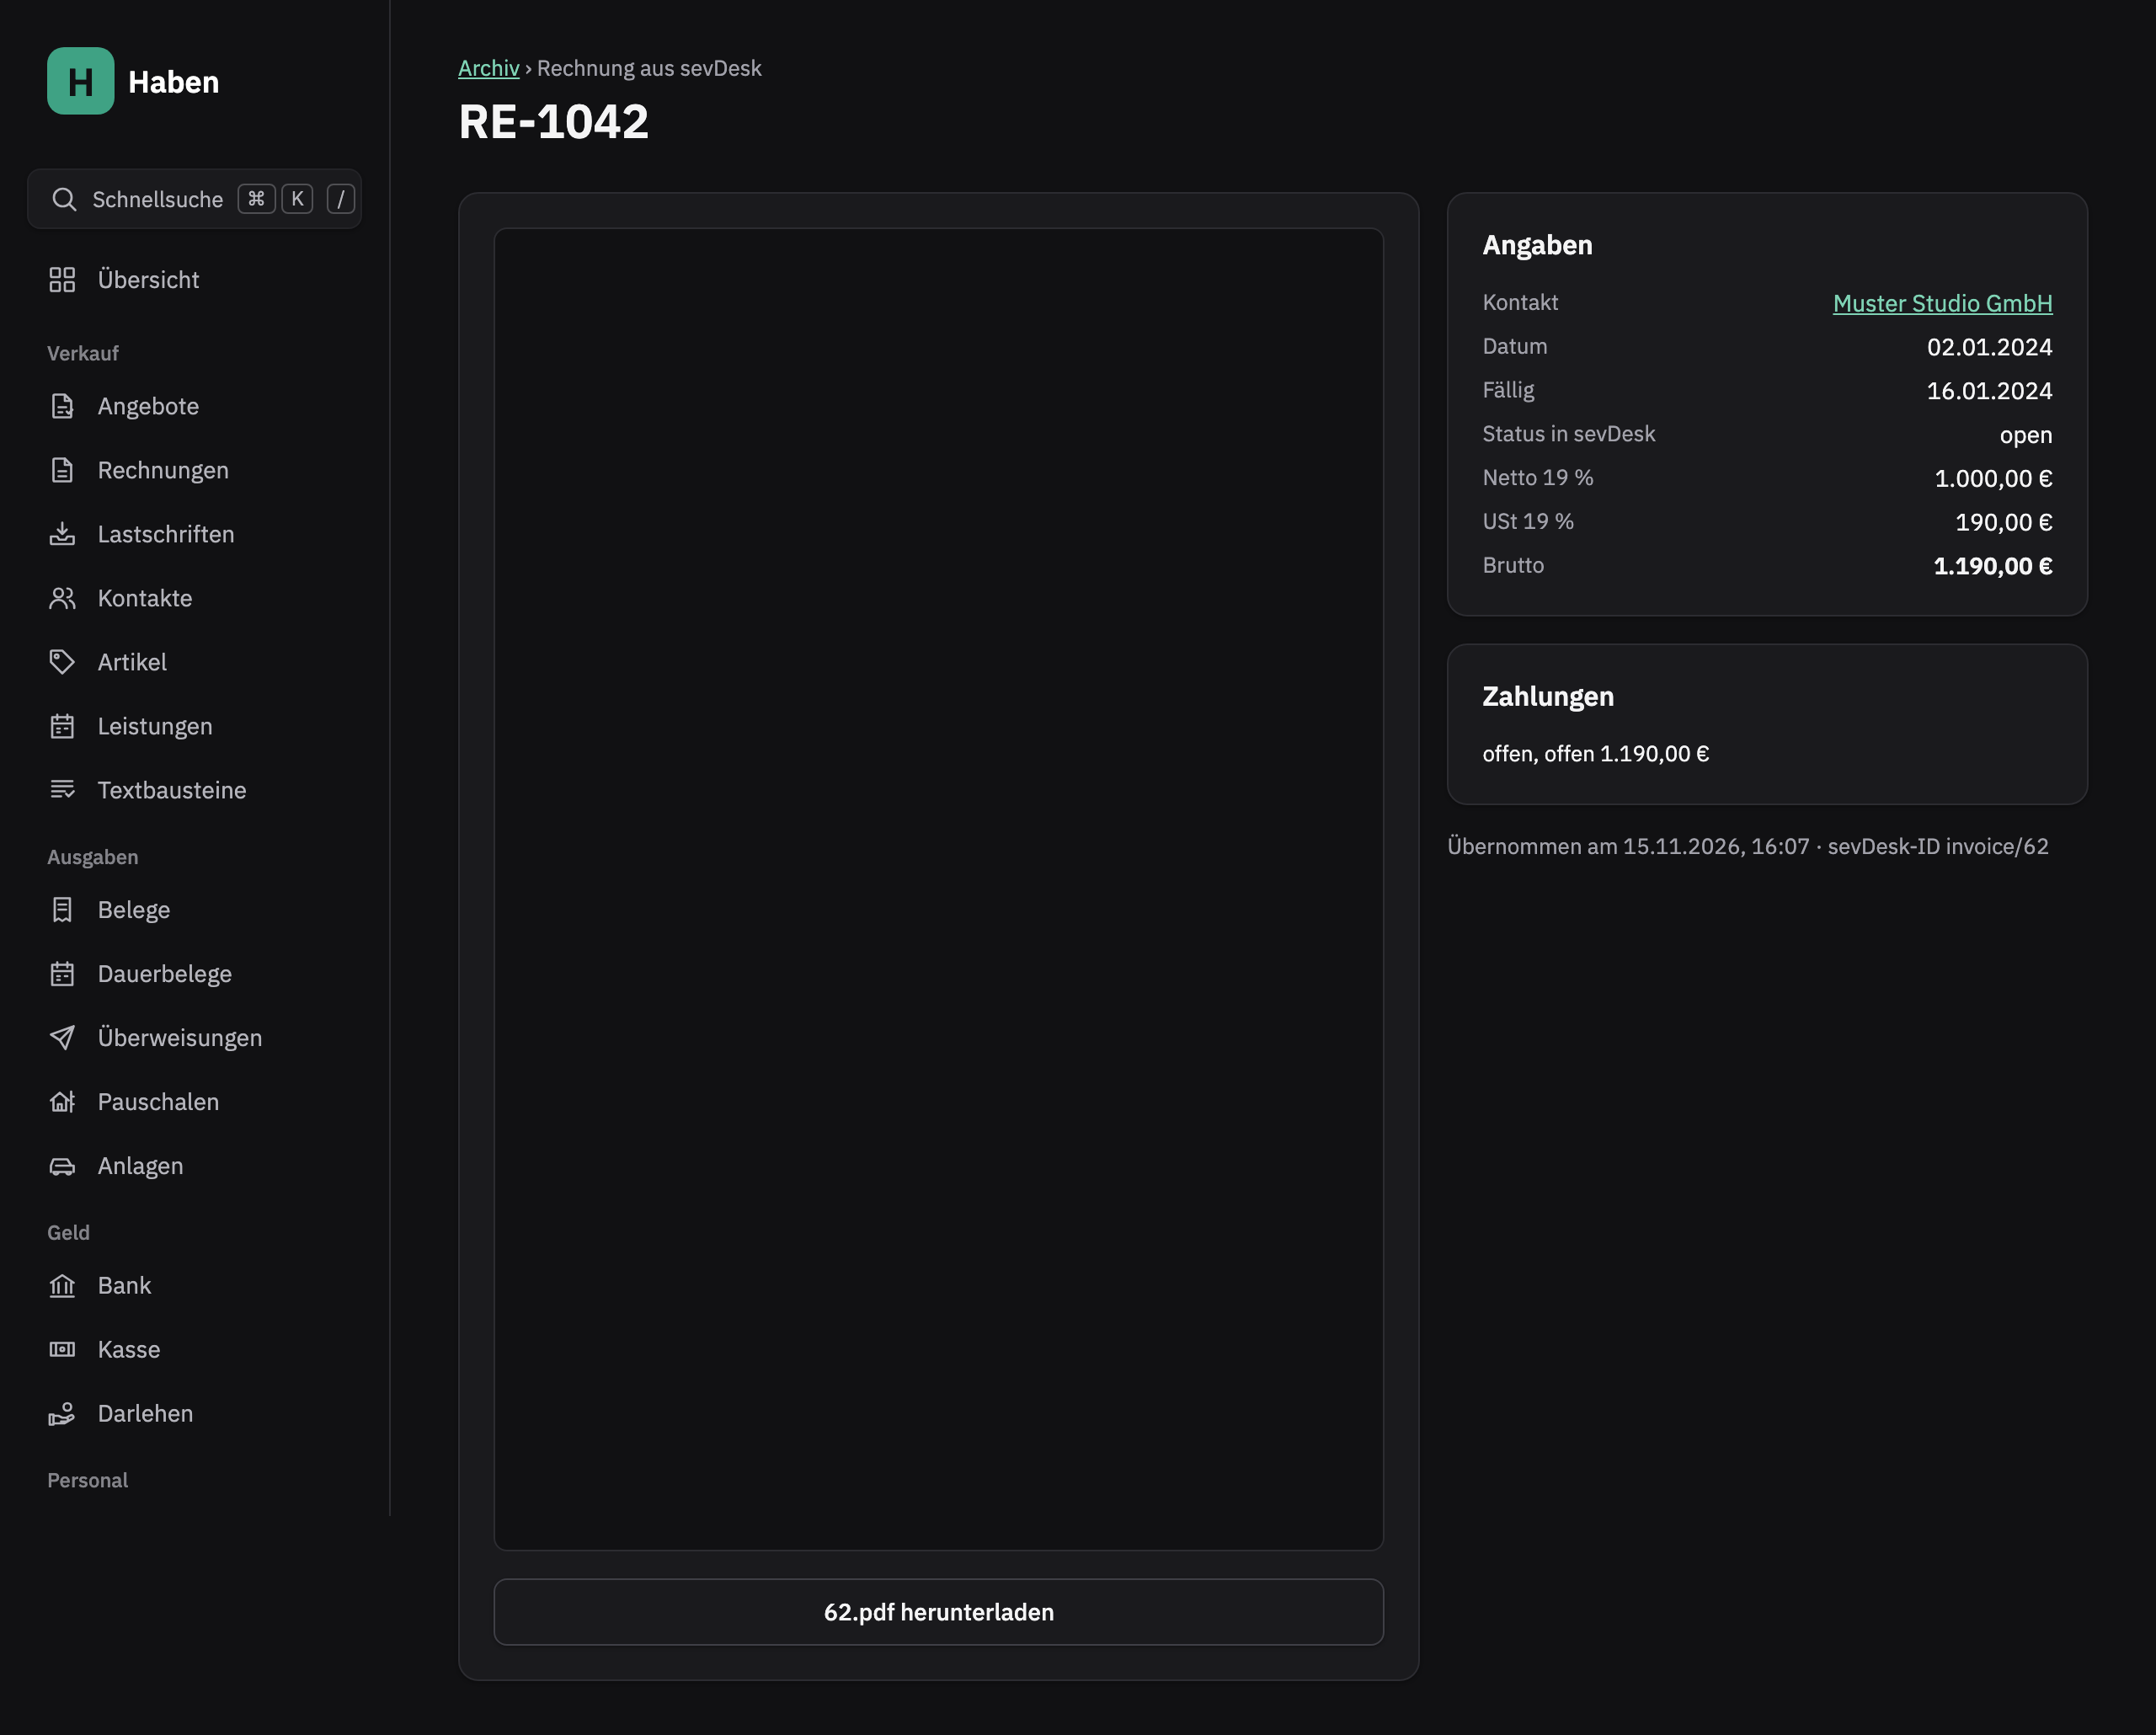 H Haben
Schnellsuche ⌘ K /
Übersicht
Verkauf
Angebote
Rechnungen
Lastschriften
Kontakte
Artikel
Leistungen
Textbausteine
Ausgaben
Belege
Dauerbelege
Überweisungen
Pauschalen
Anlagen
Geld
Bank
Kasse
Darlehen
Personal
Archiv › Rechnung aus sevDesk
RE-1042
62.pdf herunterladen
Angaben
Kontakt Muster Studio GmbH
Datum 02.01.2024
Fällig 16.01.2024
Status in sevDesk open
Netto 19 % 1.000,00 €
USt 19 % 190,00 €
Brutto 1.190,00 €
Zahlungen
offen, offen 1.190,00 €
Übernommen am 15.11.2026, 16:07 · sevDesk-ID invoice/62